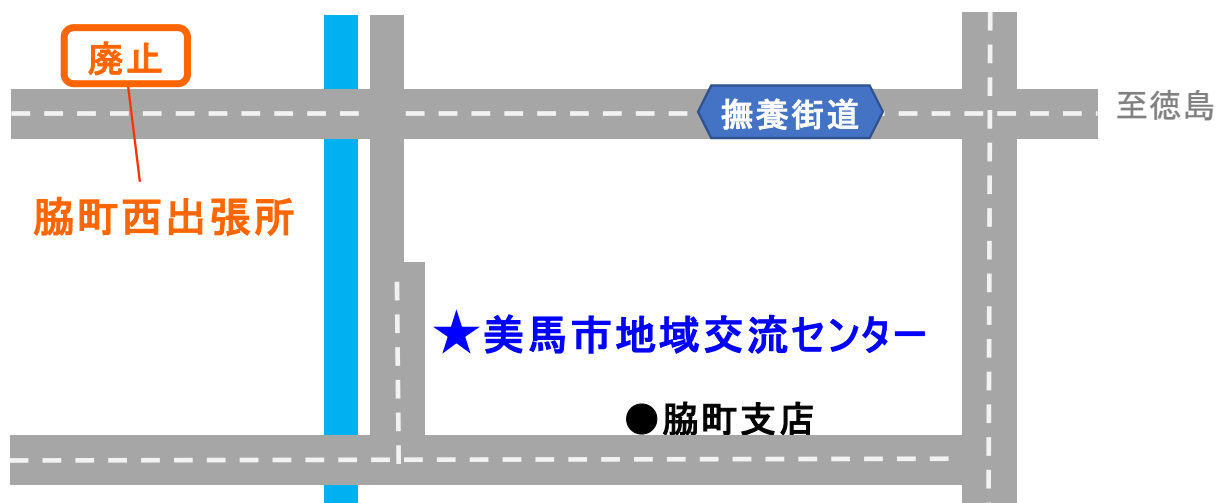 廃止
撫養街道
至徳島
脇町西出張所
★美馬市地域交流センター
●脇町支店